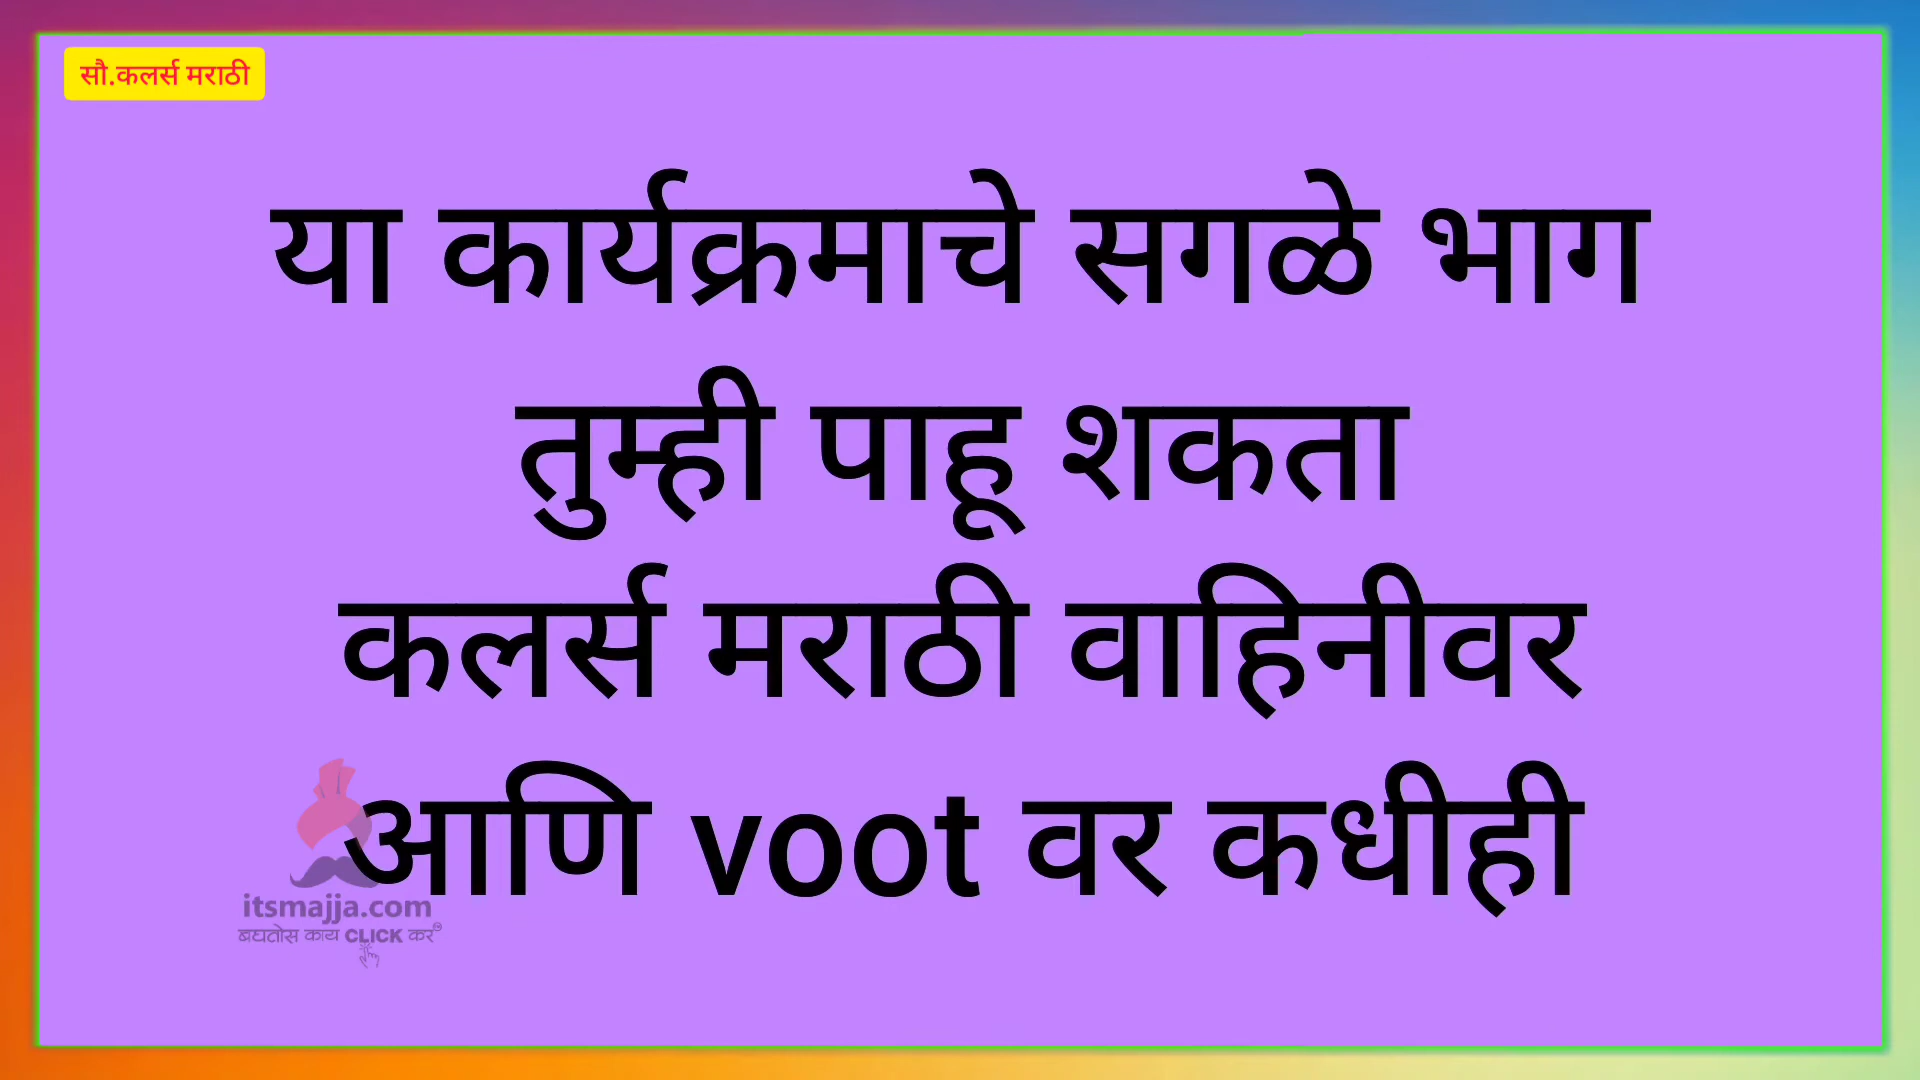 सौ.कलर्स मराठी
या कार्यक्रमाचे सगळे भाग
तुम्ही पाहू शकता
कलर्स मराठी वाहिनीवर
आणि voot वर कधीही
itsmajja.com
बघतोस काय CLICK कर